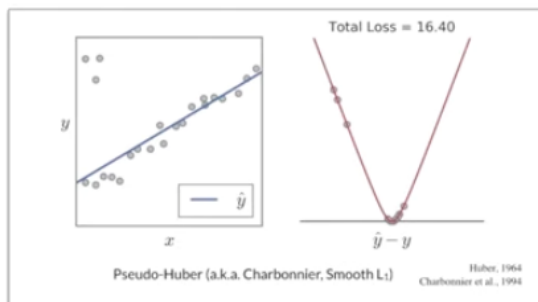 Total Loss = 16.40
y
ŷ
x
ŷ − y
Pseudo-Huber (a.k.a. Charbonnier, Smooth L₁)
Huber, 1964
Charbonnier et al., 1994